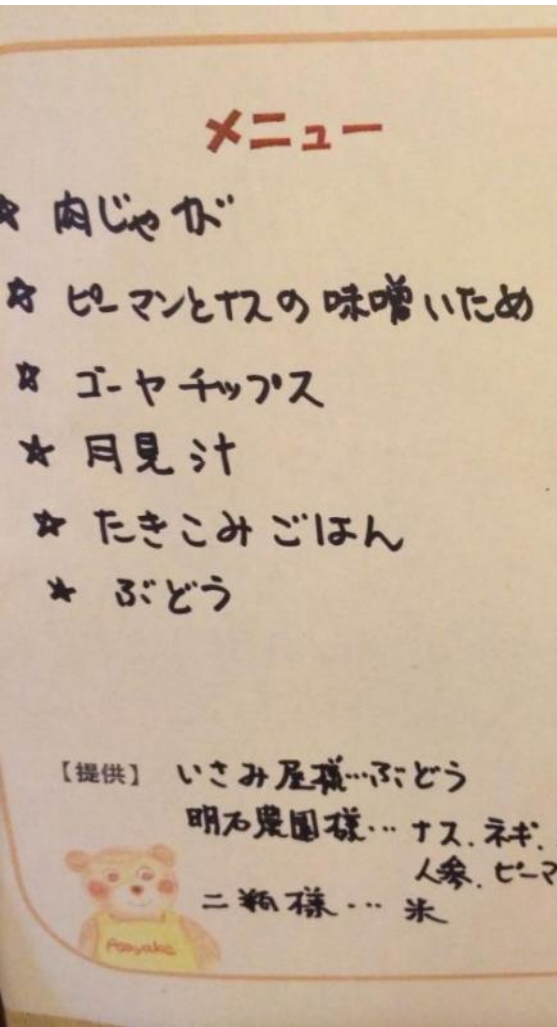 メニュー
☆ 肉じゃが
☆ ピーマンとナスの味噌いため
☆ ゴーヤチップス
☆ 月見汁
☆ たきこみごはん
☆ ぶどう
【提供】 いさみ屋様…ぶどう
明石農園様… ナス、ネギ、
人参、ピーマ
二瓶様… 米